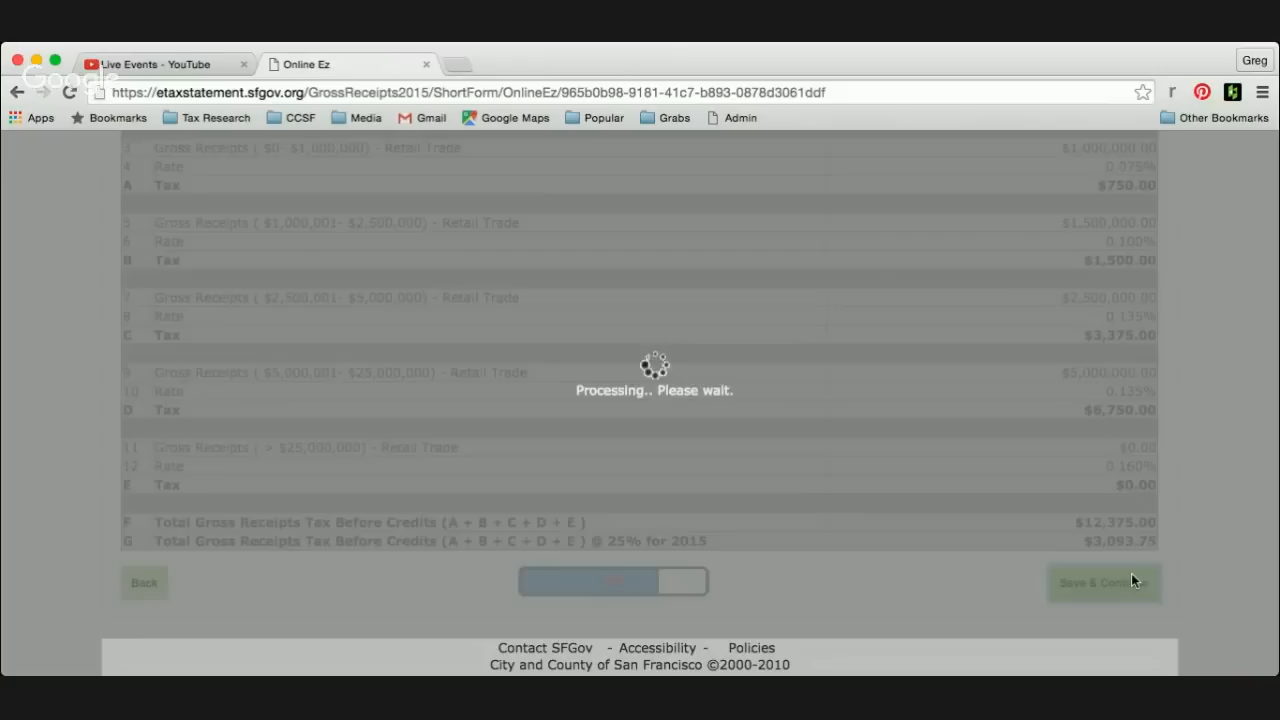 Live Events - YouTube
Online Ez
Greg
Google
https://etaxstatement.sfgov.org/GrossReceipts2015/ShortForm/OnlineEz/965b0b98-9181-41c7-b893-0878d3061ddf
Apps Bookmarks Tax Research CCSF Media Gmail Google Maps Popular Grabs Admin Other Bookmarks
3 Gross Receipts ( $0- $1,000,000) - Retail Trade $1,000,000.00
4 Rate 0.075%
A Tax $750.00
5 Gross Receipts ( $1,000,001- $2,500,000) - Retail Trade $1,500,000.00
6 Rate 0.100%
B Tax $1,500.00
7 Gross Receipts ( $2,500,001- $5,000,000) - Retail Trade $2,500,000.00
8 Rate 0.135%
C Tax $3,375.00
9 Gross Receipts ( $5,000,001- $25,000,000) - Retail Trade $5,000,000.00
10 Rate 0.135%
D Tax $6,750.00
11 Gross Receipts ( > $25,000,000) - Retail Trade $0.00
12 Rate 0.160%
E Tax $0.00
F Total Gross Receipts Tax Before Credits (A + B + C + D + E ) $12,375.00
G Total Gross Receipts Tax Before Credits (A + B + C + D + E ) @ 25% for 2015 $3,093.75
Processing.. Please wait.
Back
Save &
Contact SFGov - Accessibility - Policies
City and County of San Francisco ©2000-2010